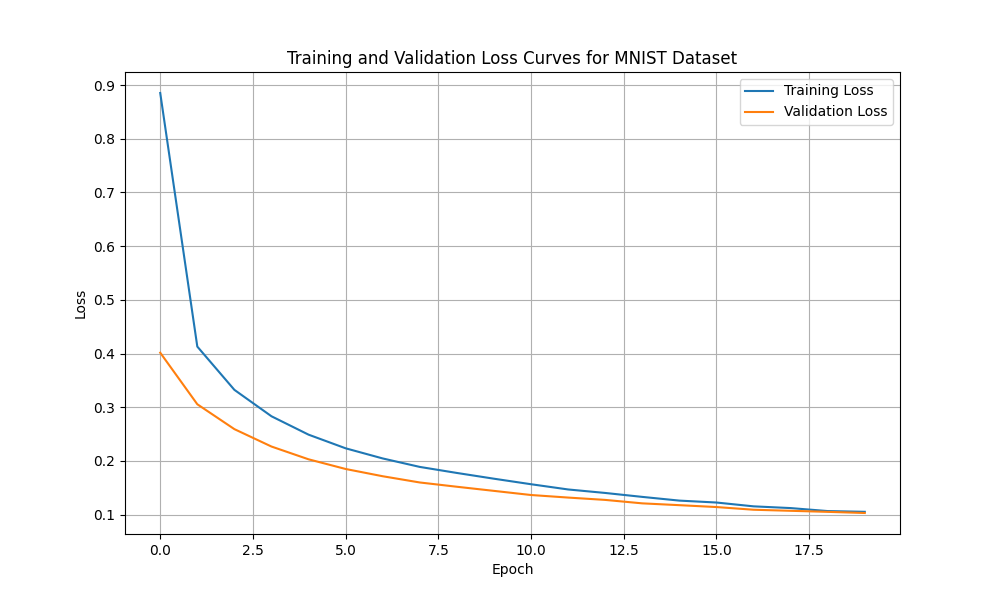 Training and Validation Loss Curves for MNIST Dataset
Training Loss
Validation Loss
Loss
0.9
0.8
0.7
0.6
0.5
0.4
0.3
0.2
0.1
0.0 2.5 5.0 7.5 10.0 12.5 15.0 17.5
Epoch